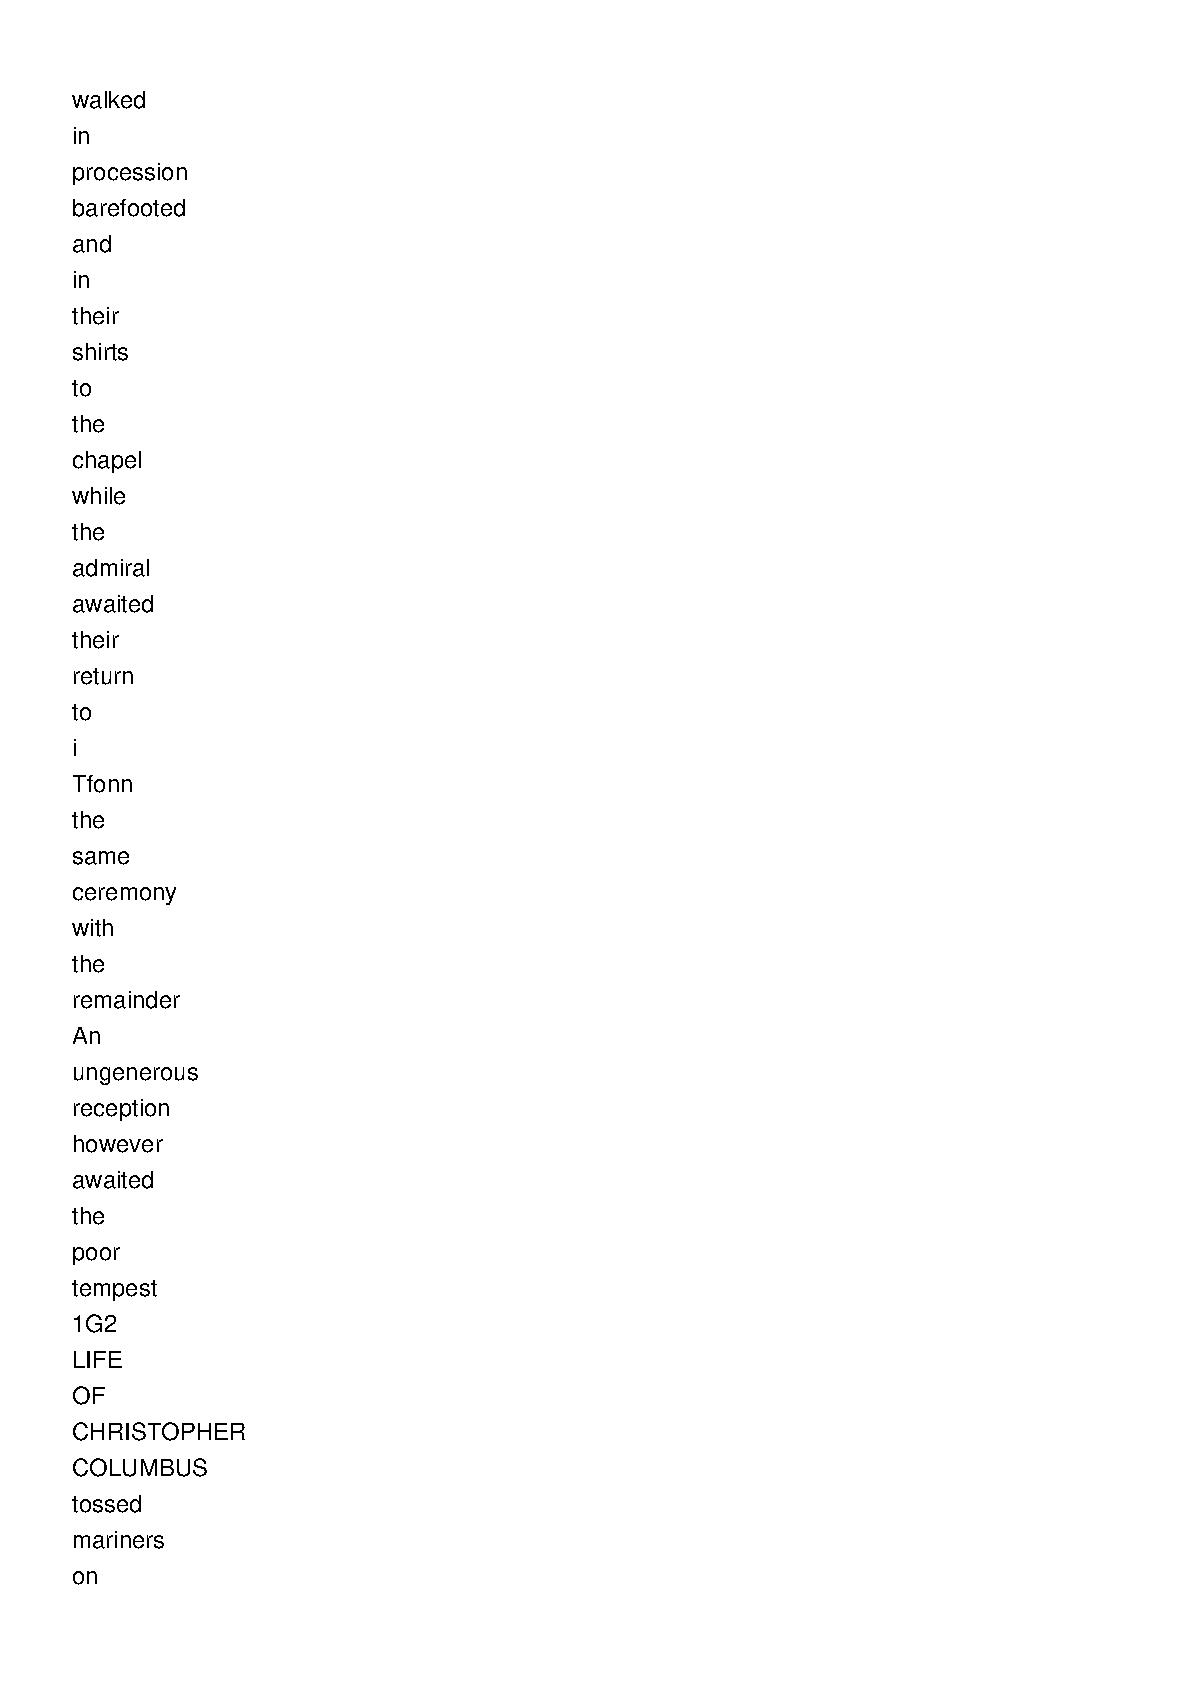 walked
in
procession
barefooted
and
in
their
shirts
to
the
chapel
while
the
admiral
awaited
their
return
to
i
Tfonn
the
same
ceremony
with
the
remainder
An
ungenerous
reception
however
awaited
the
poor
tempest
1G2
LIFE
OF
CHRISTOPHER
COLUMBUS
tossed
mariners
on